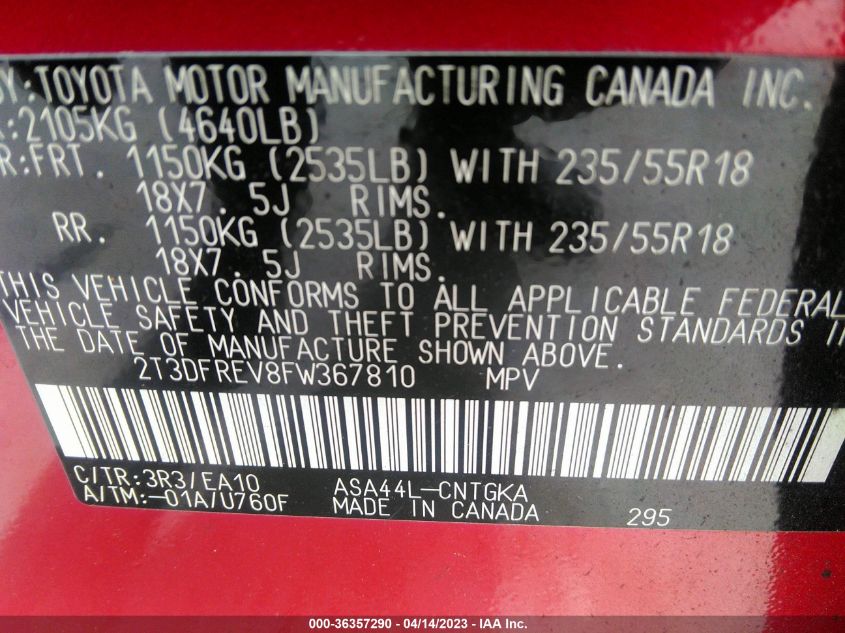 BY:TOYOTA MOTOR MANUFACTURING CANADA INC.
:2105KG (4640LB)
R:FRT. 1150KG (2535LB) WITH 235/55R18
18X7.5J RIMS.
RR. 1150KG (2535LB) WITH 235/55R18
18X7.5J RIMS.
THIS VEHICLE CONFORMS TO ALL APPLICABLE FEDERAL
VEHICLE SAFETY AND THEFT PREVENTION STANDARDS I
THE DATE OF MANUFACTURE SHOWN ABOVE.
2T3DFREV8FW367810 MPV
C/TR:3R3/EA10 ASA44L-CNTGKA
A/TM:-01A/U760F MADE IN CANADA 295
000-36357290 - 04/14/2023 - IAA Inc.